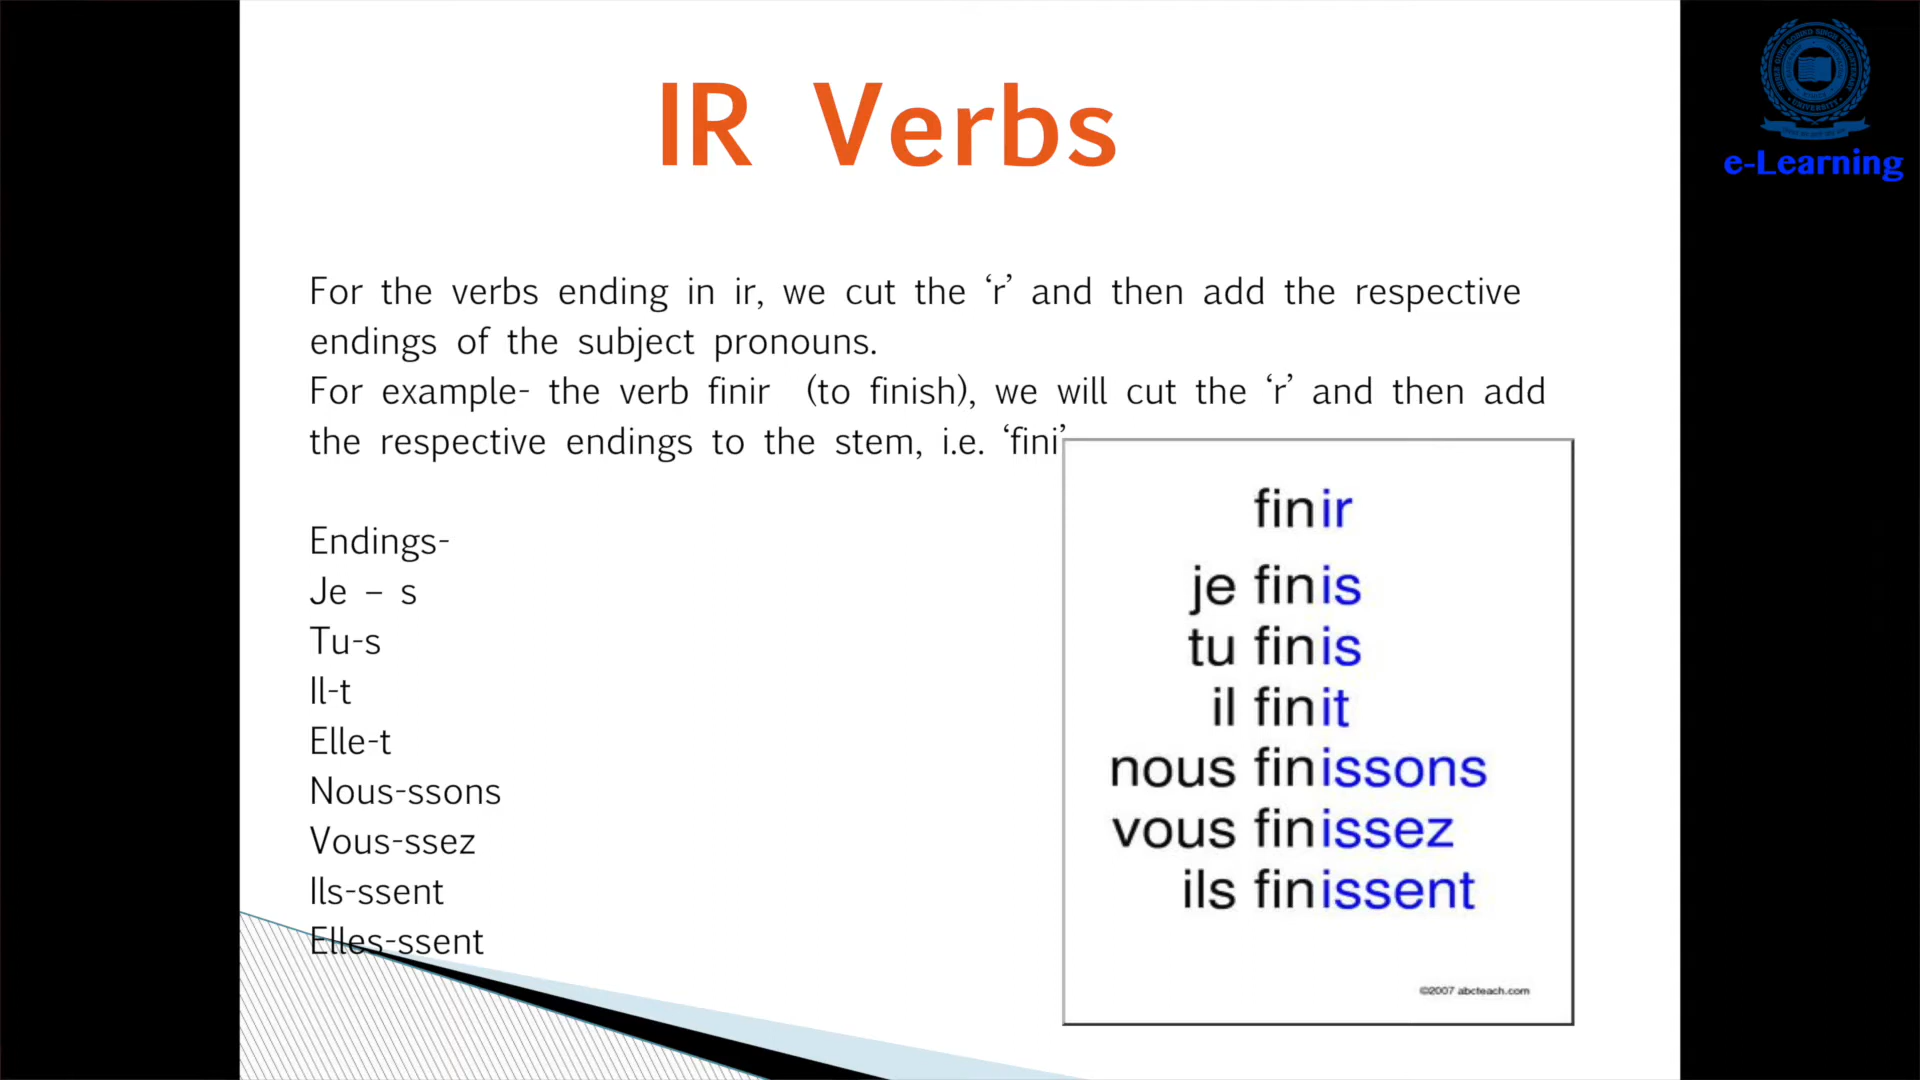 IR Verbs
e-Learning
For the verbs ending in ir, we cut the ‘r’ and then add the respective
endings of the subject pronouns.
For example- the verb finir (to finish), we will cut the ‘r’ and then add
the respective endings to the stem, i.e. ‘fini’
Endings-
Je – s
Tu-s
Il-t
Elle-t
Nous-ssons
Vous-ssez
Ils-ssent
Elles-ssent
finir
je finis
tu finis
il finit
nous finissons
vous finissez
ils finissent
©2007 abcteach.com